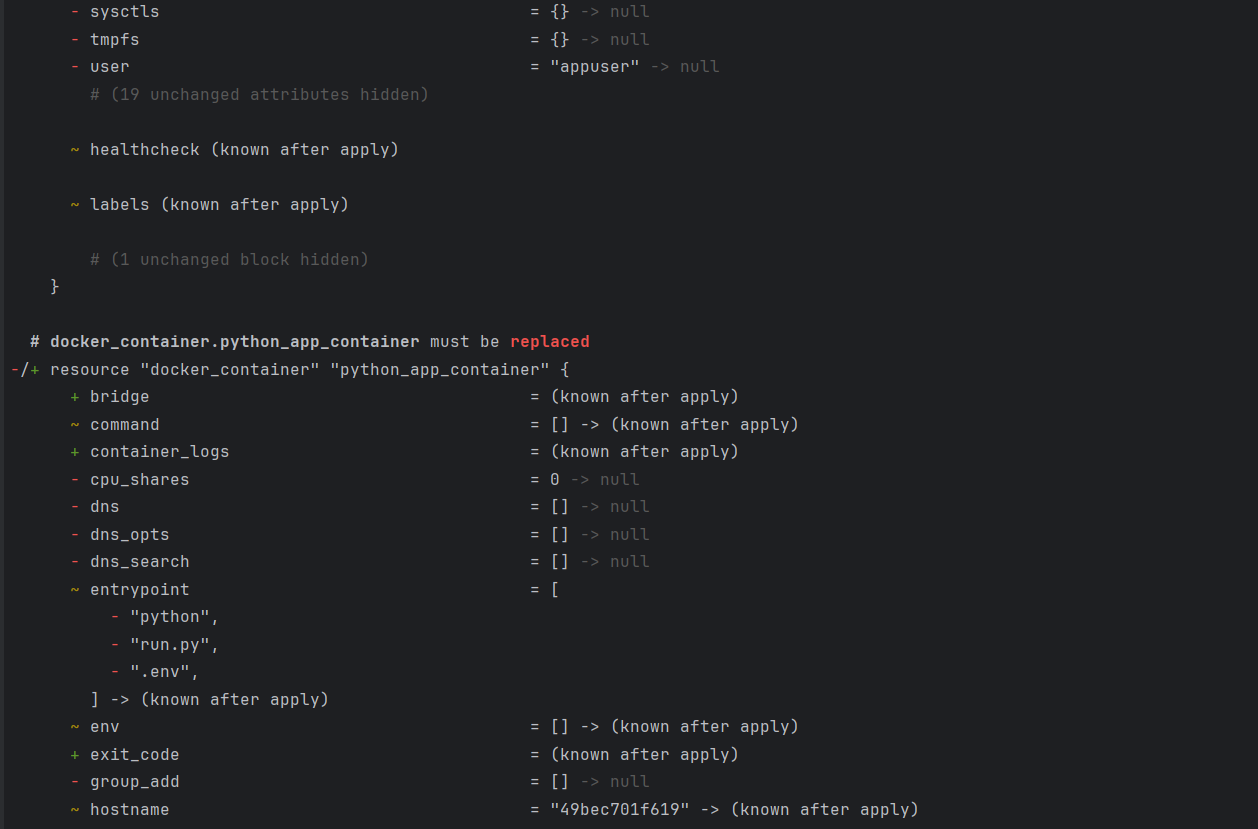 - sysctls = {} -> null
- tmpfs = {} -> null
- user = "appuser" -> null
# (19 unchanged attributes hidden)
~ healthcheck (known after apply)
~ labels (known after apply)
# (1 unchanged block hidden)
}
# docker_container.python_app_container must be replaced
-/+ resource "docker_container" "python_app_container" {
+ bridge = (known after apply)
~ command = [] -> (known after apply)
+ container_logs = (known after apply)
- cpu_shares = 0 -> null
- dns = [] -> null
- dns_opts = [] -> null
- dns_search = [] -> null
~ entrypoint = [
- "python",
- "run.py",
- ".env",
] -> (known after apply)
~ env = [] -> (known after apply)
+ exit_code = (known after apply)
- group_add = [] -> null
~ hostname = "49bec701f619" -> (known after apply)